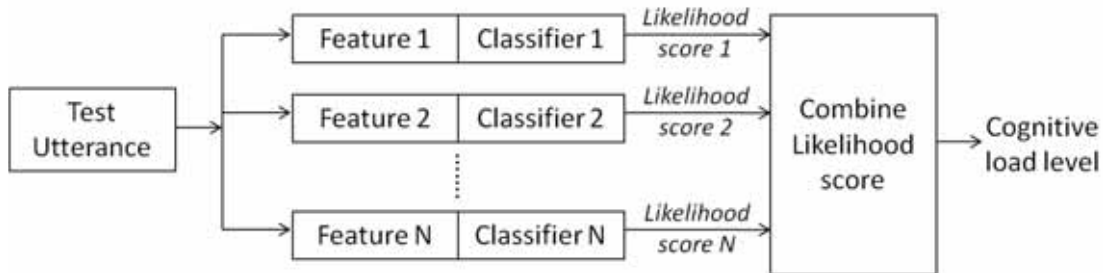 Test
Utterance
Feature 1
Classifier 1
Likelihood
score 1
Feature 2
Classifier 2
Likelihood
score 2
Feature N
Classifier N
Likelihood
score N
Combine
Likelihood
score
Cognitive
load level